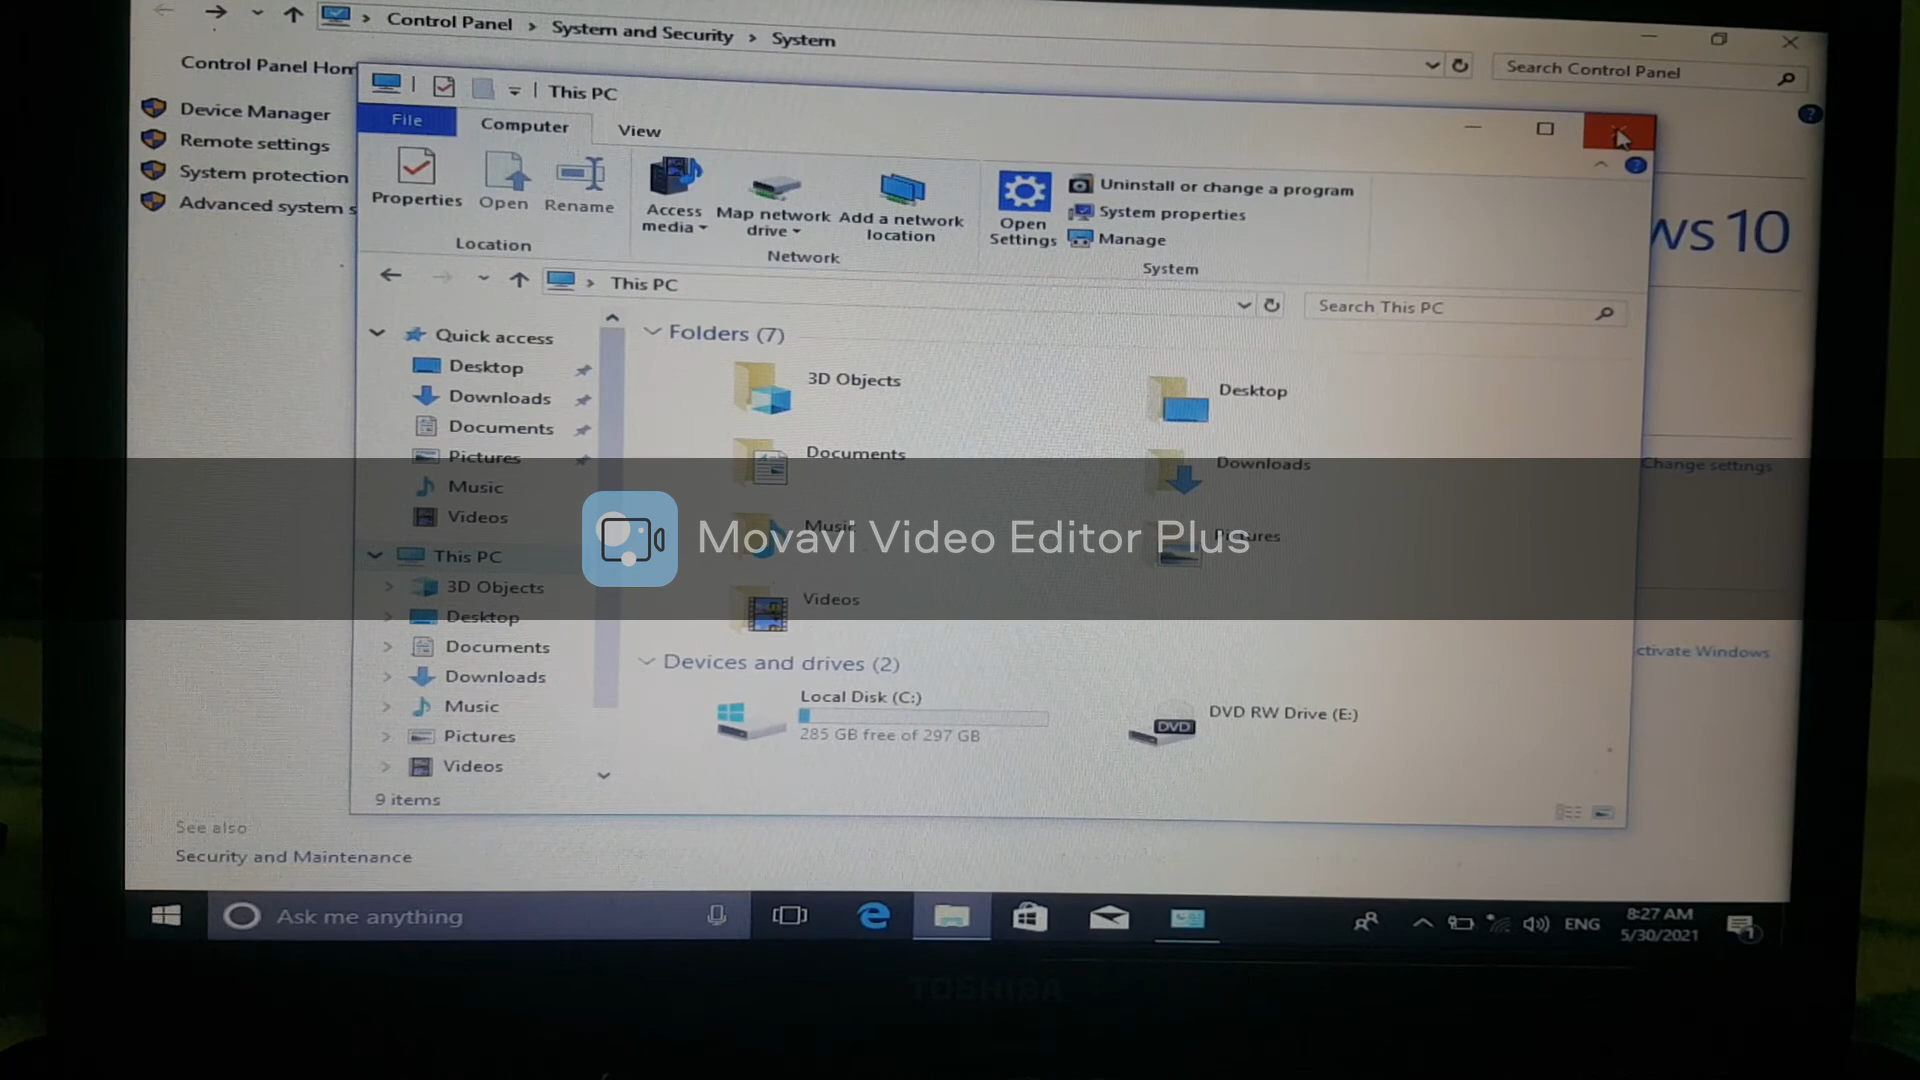 Control Panel > System and Security > System
Search Control Panel
Control Panel Hom
Device Manager
Remote settings
System protection
Advanced system s
This PC
File
Computer
View
Properties
Open
Rename
Location
Access
media
Map network
drive
Add a network
location
Network
Open
Settings
Uninstall or change a program
System properties
Manage
System
ws 10
This PC
Search This PC
Quick access
Desktop
Downloads
Documents
Pictures
Music
Videos
This PC
3D Objects
Desktop
Documents
Downloads
Music
Pictures
Videos
9 items
Folders (7)
3D Objects
Desktop
Documents
Downloads
Music
Pictures
Videos
Devices and drives (2)
Local Disk (C:)
285 GB free of 297 GB
DVD
DVD RW Drive (E:)
Change settings
ctivate Windows
Movavi Video Editor Plus
See also
Security and Maintenance
Ask me anything
ENG
8:27 AM
5/30/2021
1
TOSHIBA